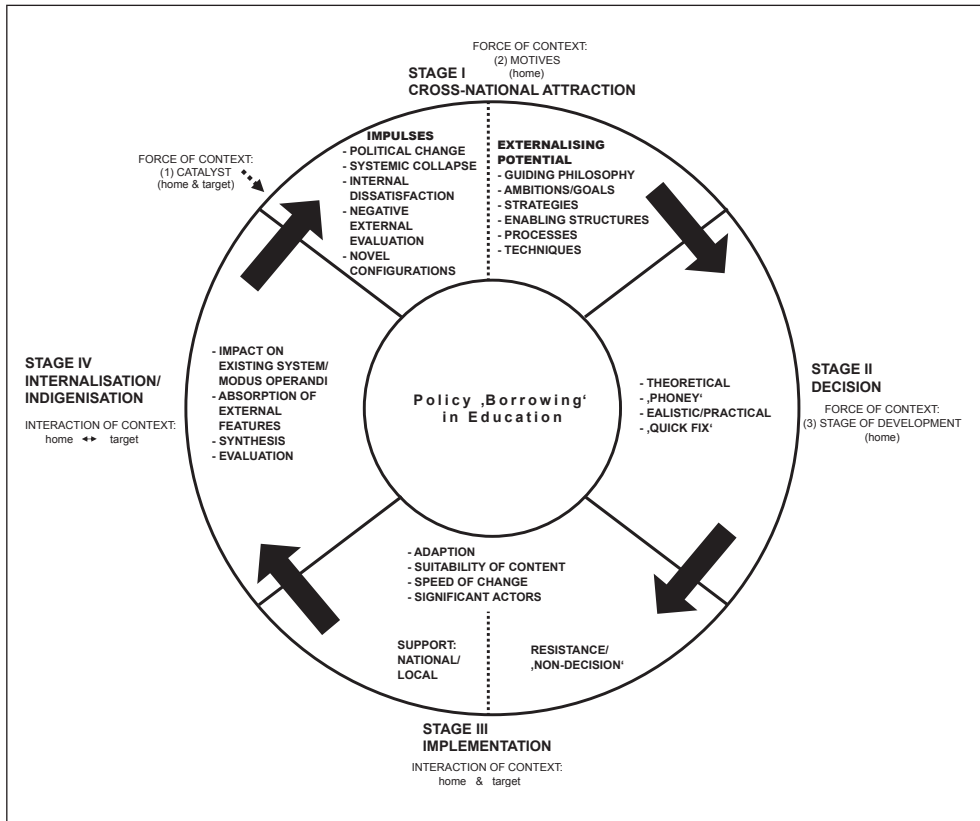 FORCE OF CONTEXT:
(2) MOTIVES
(home)
STAGE I
CROSS-NATIONAL ATTRACTION
IMPULSES
- POLITICAL CHANGE
- SYSTEMIC COLLAPSE
- INTERNAL
DISSATISFACTION
- NEGATIVE
EXTERNAL
EVALUATION
- NOVEL
CONFIGURATIONS
EXTERNALISING
POTENTIAL
- GUIDING PHILOSOPHY
- AMBITIONS/GOALS
- STRATEGIES
- ENABLING STRUCTURES
- PROCESSES
- TECHNIQUES
FORCE OF CONTEXT:
(1) CATALYST
(home & target)
STAGE IV
INTERNALISATION/
INDIGENISATION
INTERACTION OF CONTEXT:
home ↔ target
- IMPACT ON
EXISTING SYSTEM/
MODUS OPERANDI
- ABSORPTION OF
EXTERNAL
FEATURES
- SYNTHESIS
- EVALUATION
Policy ‚Borrowing‘
in Education
- THEORETICAL
- ‚PHONEY‘
- EALISTIC/PRACTICAL
- ‚QUICK FIX‘
STAGE II
DECISION
FORCE OF CONTEXT:
(3) STAGE OF DEVELOPMENT
(home)
- ADAPTION
- SUITABILITY OF CONTENT
- SPEED OF CHANGE
- SIGNIFICANT ACTORS
SUPPORT:
NATIONAL/
LOCAL
RESISTANCE/
‚NON-DECISION‘
STAGE III
IMPLEMENTATION
INTERACTION OF CONTEXT:
home & target